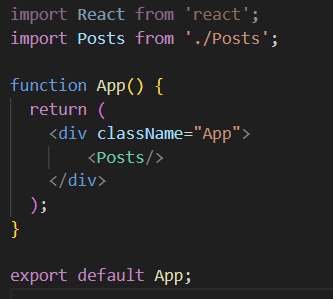 import React from 'react';
import Posts from './Posts';

function App() {
  return (
    <div className="App">
        <Posts/>
    </div>
  );
}

export default App;